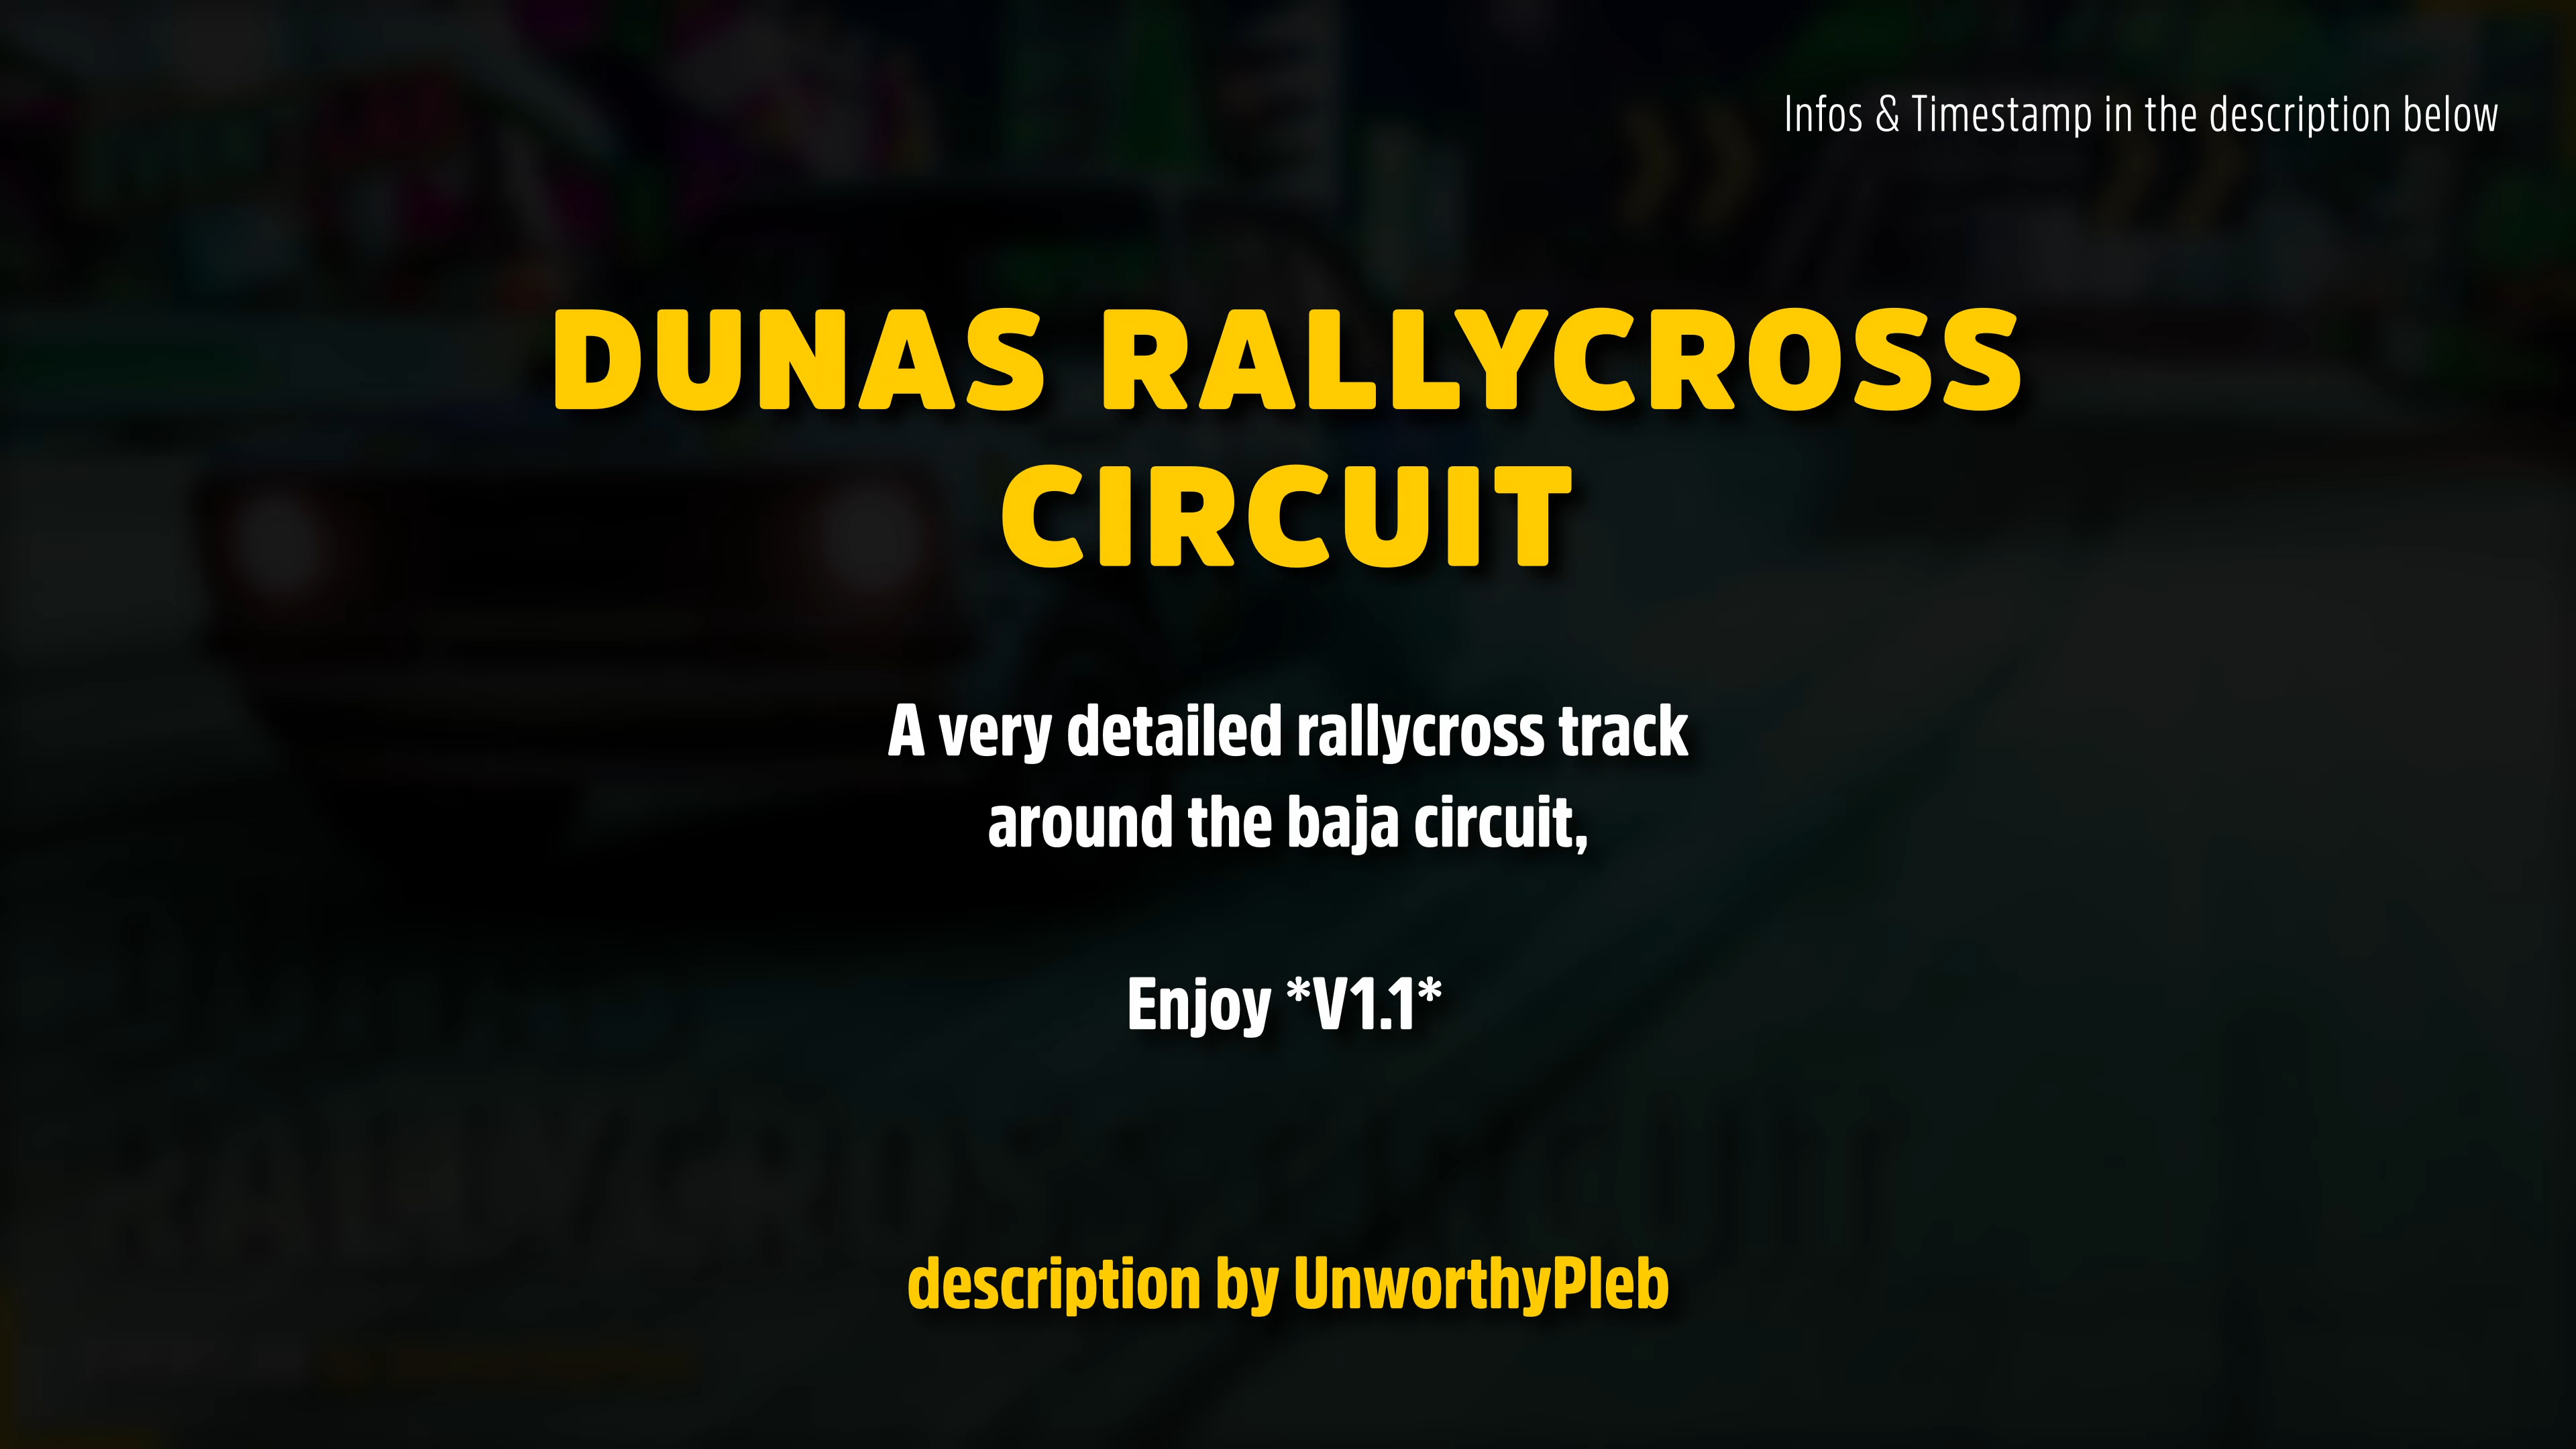 Infos & Timestamp in the description below
DUNAS RALLYCROSS
CIRCUIT
A very detailed rallycross track
around the baja circuit,
Enjoy *V1.1*
description by UnworthyPleb